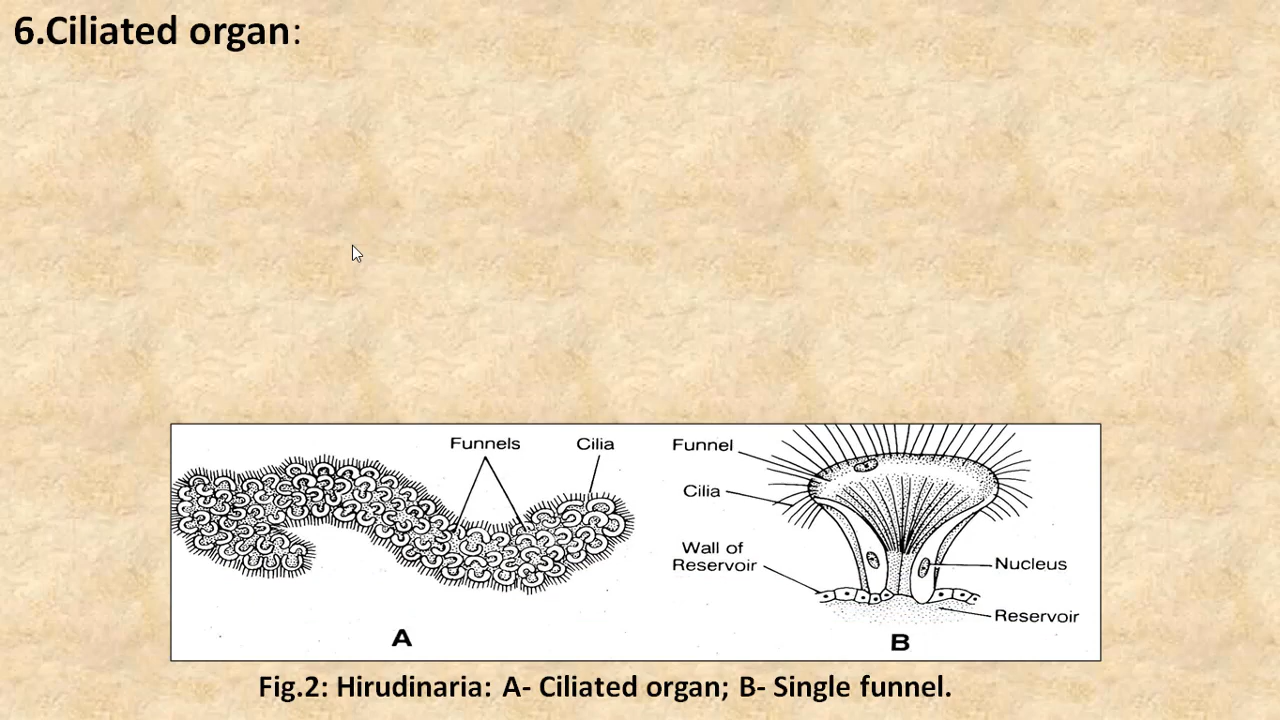 6.Ciliated organ:
Funnels
Cilia
Funnel
Cilia
Wall of
Reservoir
Nucleus
Reservoir
A
B
Fig.2: Hirudinaria: A- Ciliated organ; B- Single funnel.